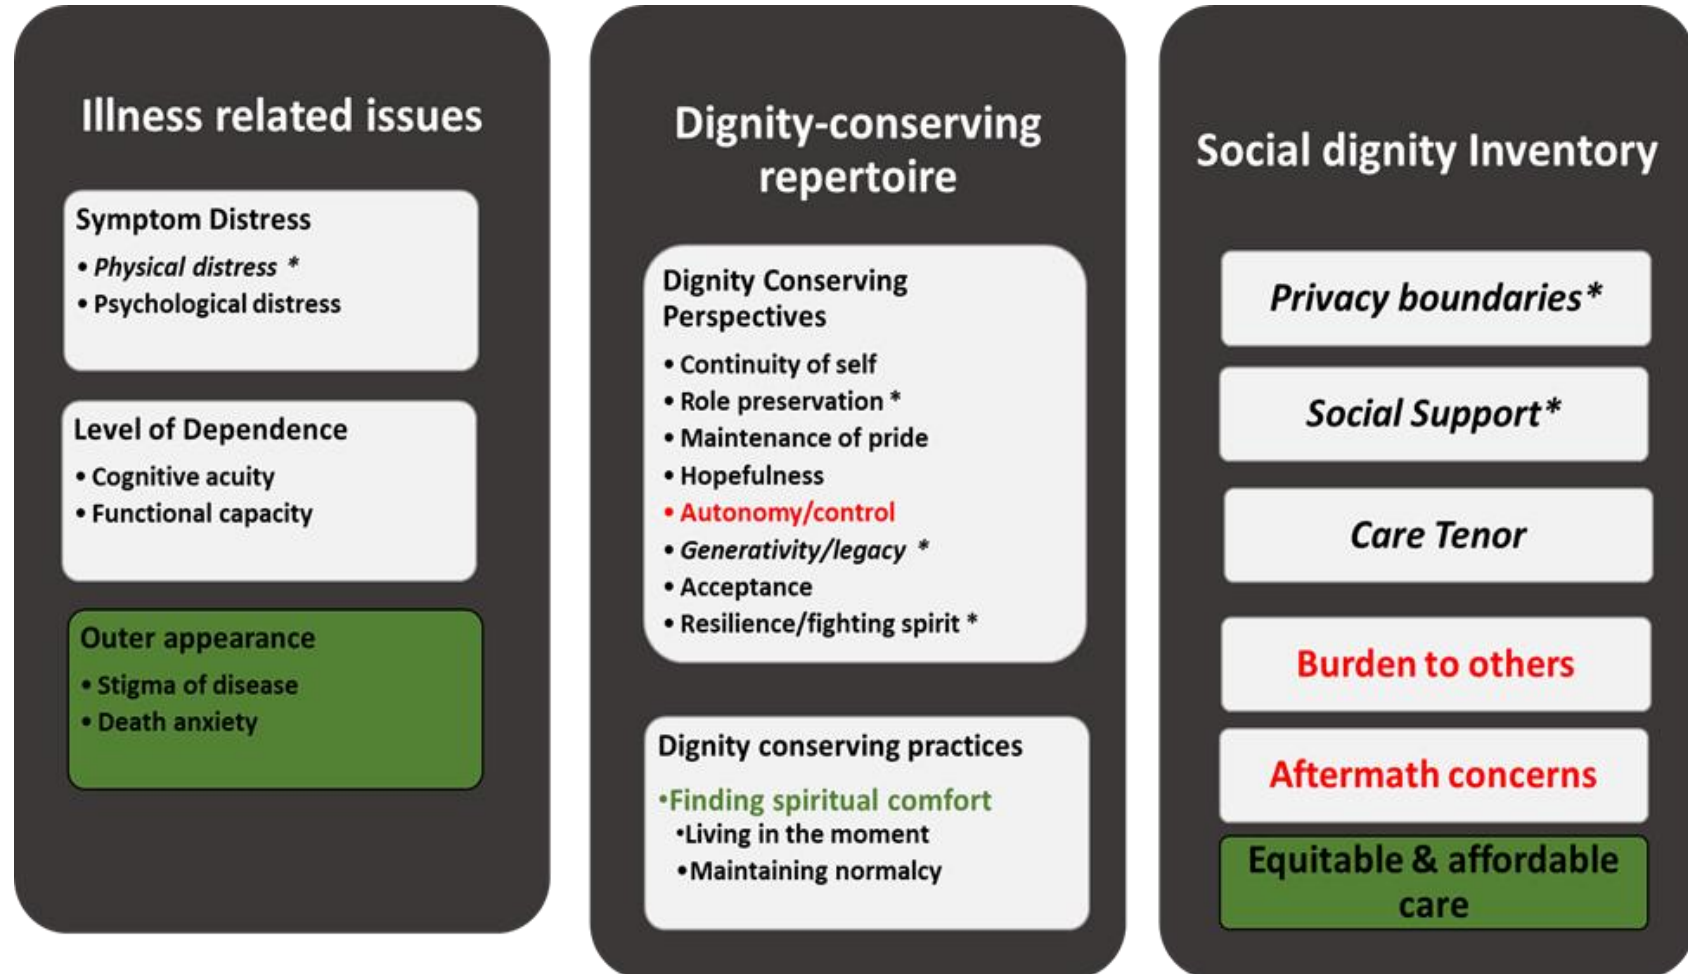 Illness related issues
Symptom Distress
• Physical distress *
• Psychological distress
Level of Dependence
• Cognitive acuity
• Functional capacity
Outer appearance
• Stigma of disease
• Death anxiety
Dignity-conserving
repertoire
Dignity Conserving
Perspectives
• Continuity of self
• Role preservation *
• Maintenance of pride
• Hopefulness
• Autonomy/control
• Generativity/legacy *
• Acceptance
• Resilience/fighting spirit *
Dignity conserving practices
•Finding spiritual comfort
•Living in the moment
•Maintaining normalcy
Social dignity Inventory
Privacy boundaries*
Social Support*
Care Tenor
Burden to others
Aftermath concerns
Equitable & affordable
care